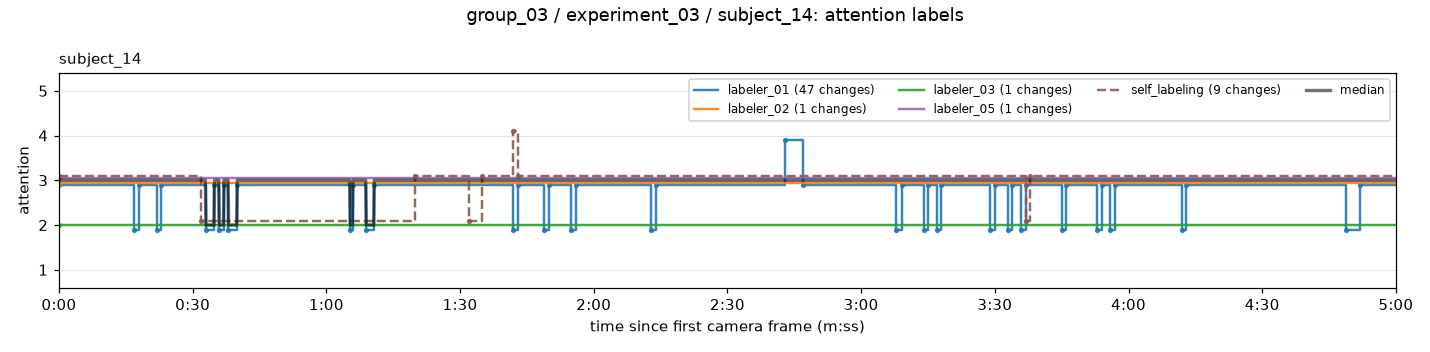 group_03 / experiment_03 / subject_14: attention labels
subject_14
labeler_01 (47 changes)
labeler_02 (1 changes)
labeler_03 (1 changes)
labeler_05 (1 changes)
self_labeling (9 changes)
median
attention
5
4
3
2
1
0:00 0:30 1:00 1:30 2:00 2:30 3:00 3:30 4:00 4:30 5:00
time since first camera frame (m:ss)